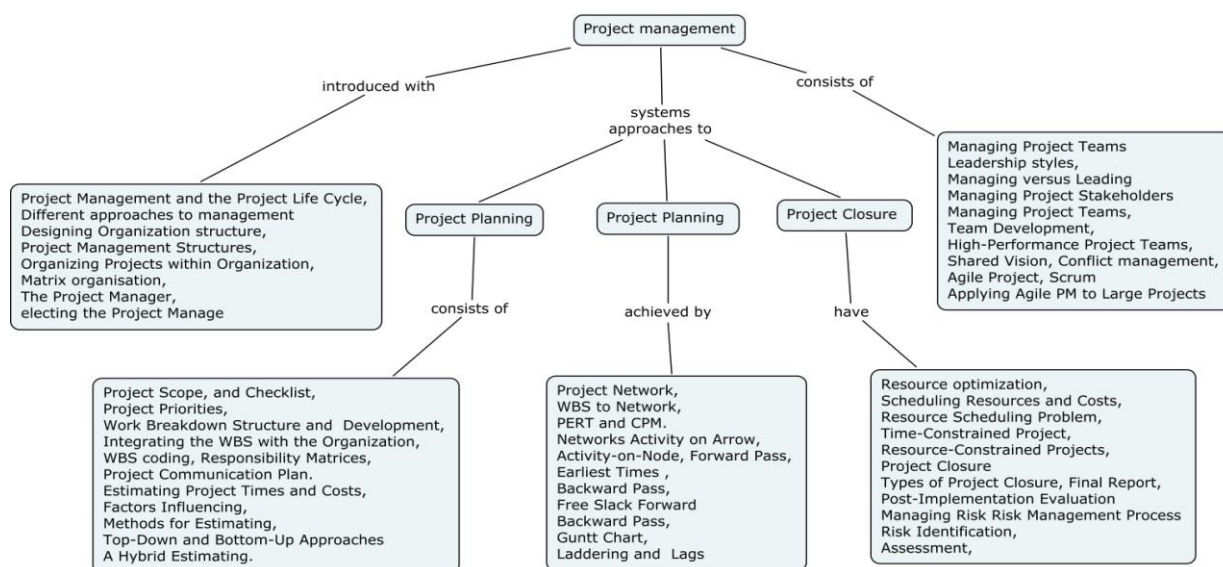 Project management
introduced with
systems
approaches to
consists of
Project Management and the Project Life Cycle,
Different approaches to management
Designing Organization structure,
Project Management Structures,
Organizing Projects within Organization,
Matrix organisation,
The Project Manager,
electing the Project Manage
Project Planning
Project Planning
Project Closure
Managing Project Teams
Leadership styles,
Managing versus Leading
Managing Project Stakeholders
Managing Project Teams,
Team Development,
High-Performance Project Teams,
Shared Vision, Conflict management,
Agile Project, Scrum
Applying Agile PM to Large Projects
consists of
achieved by
have
Project Scope, and Checklist,
Project Priorities,
Work Breakdown Structure and Development,
Integrating the WBS with the Organization,
WBS coding, Responsibility Matrices,
Project Communication Plan.
Estimating Project Times and Costs,
Factors Influencing,
Methods for Estimating,
Top-Down and Bottom-Up Approaches
A Hybrid Estimating.
Project Network,
WBS to Network,
PERT and CPM.
Networks Activity on Arrow,
Activity-on-Node, Forward Pass,
Earliest Times ,
Backward Pass,
Free Slack Forward
Backward Pass,
Guntt Chart,
Laddering and Lags
Resource optimization,
Scheduling Resources and Costs,
Resource Scheduling Problem,
Time-Constrained Project,
Resource-Constrained Projects,
Project Closure
Types of Project Closure, Final Report,
Post-Implementation Evaluation
Managing Risk Risk Management Process
Risk Identification,
Assessment,